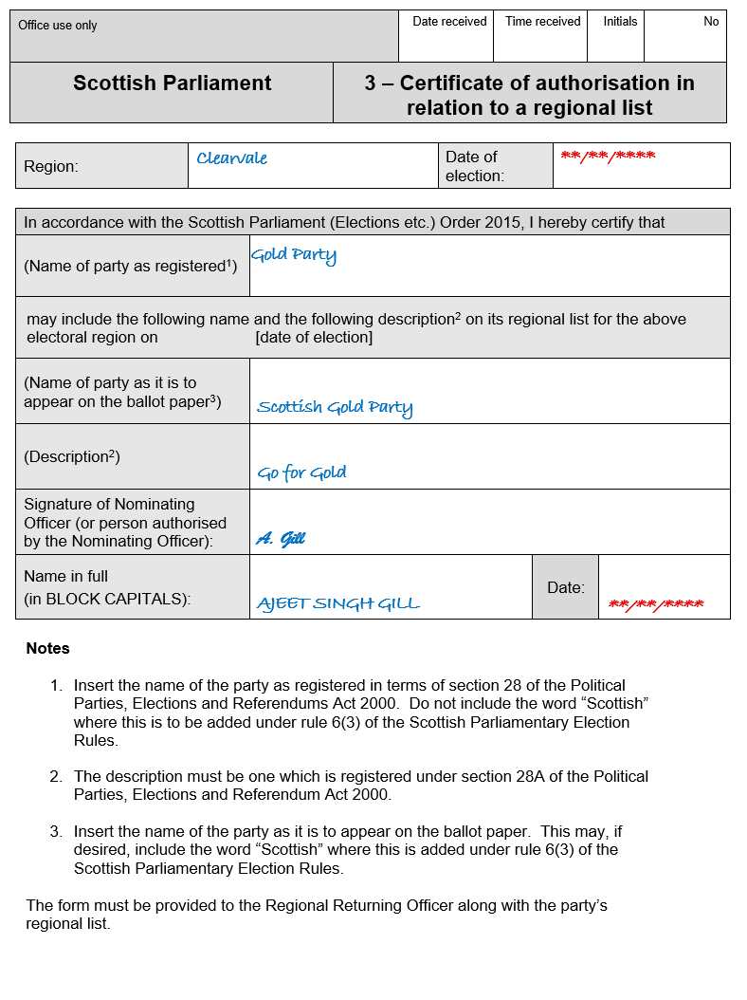 Office use only
Date received
Time received
Initials
No
Scottish Parliament
3 – Certificate of authorisation in
relation to a regional list
Region:
Clearvale
Date of
election:
**/**/****
In accordance with the Scottish Parliament (Elections etc.) Order 2015, I hereby certify that
(Name of party as registered¹)
Gold Party
may include the following name and the following description² on its regional list for the above
electoral region on [date of election]
(Name of party as it is to
appear on the ballot paper³)
Scottish Gold Party
(Description²)
Go for Gold
Signature of Nominating
Officer (or person authorised
by the Nominating Officer):
A. Gill
Name in full
(in BLOCK CAPITALS):
AJEET SINGH GILL
Date:
**/**/****
Notes
1. Insert the name of the party as registered in terms of section 28 of the Political
Parties, Elections and Referendums Act 2000. Do not include the word “Scottish”
where this is to be added under rule 6(3) of the Scottish Parliamentary Election
Rules.
2. The description must be one which is registered under section 28A of the Political
Parties, Elections and Referendum Act 2000.
3. Insert the name of the party as it is to appear on the ballot paper. This may, if
desired, include the word “Scottish” where this is added under rule 6(3) of the
Scottish Parliamentary Election Rules.
The form must be provided to the Regional Returning Officer along with the party’s
regional list.